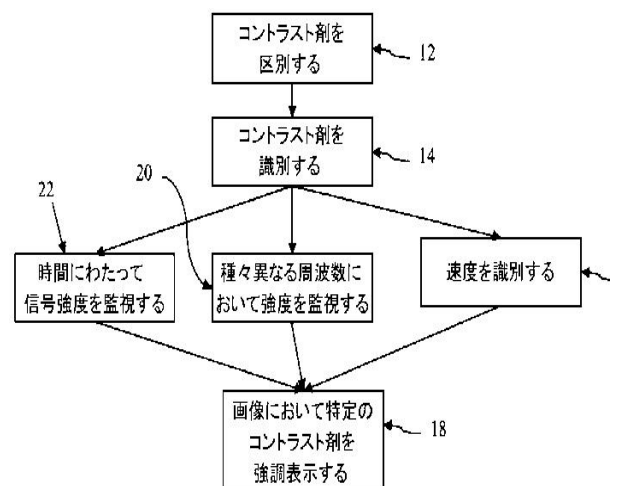 コントラスト剤を
区別する
12
コントラスト剤を
識別する
14
20
22
時間にわたって
信号強度を監視する
種々異なる周波数に
おいて強度を監視する
速度を識別する
画像において特定の
コントラスト剤を
強調表示する
18